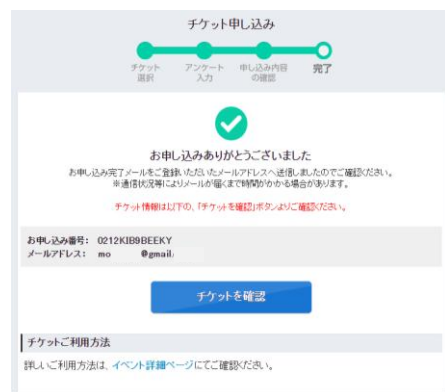 チケット申し込み
チケット選択
アンケート入力
申し込み内容の確認
完了
お申し込みありがとうございました
お申し込み完了メールをご登録いただいたメールアドレスへ送信しましたのでご確認ください。
※通信状況等によりメールが届くまで時間がかかる場合があります。
チケット情報は以下の、「チケットを確認」ボタンよりご確認ください。
お申し込み番号: 0212KIB9BEEKY
メールアドレス: mo @gmail.
チケットを確認
チケットご利用方法
詳しいご利用方法は、イベント詳細ページにてご確認ください。